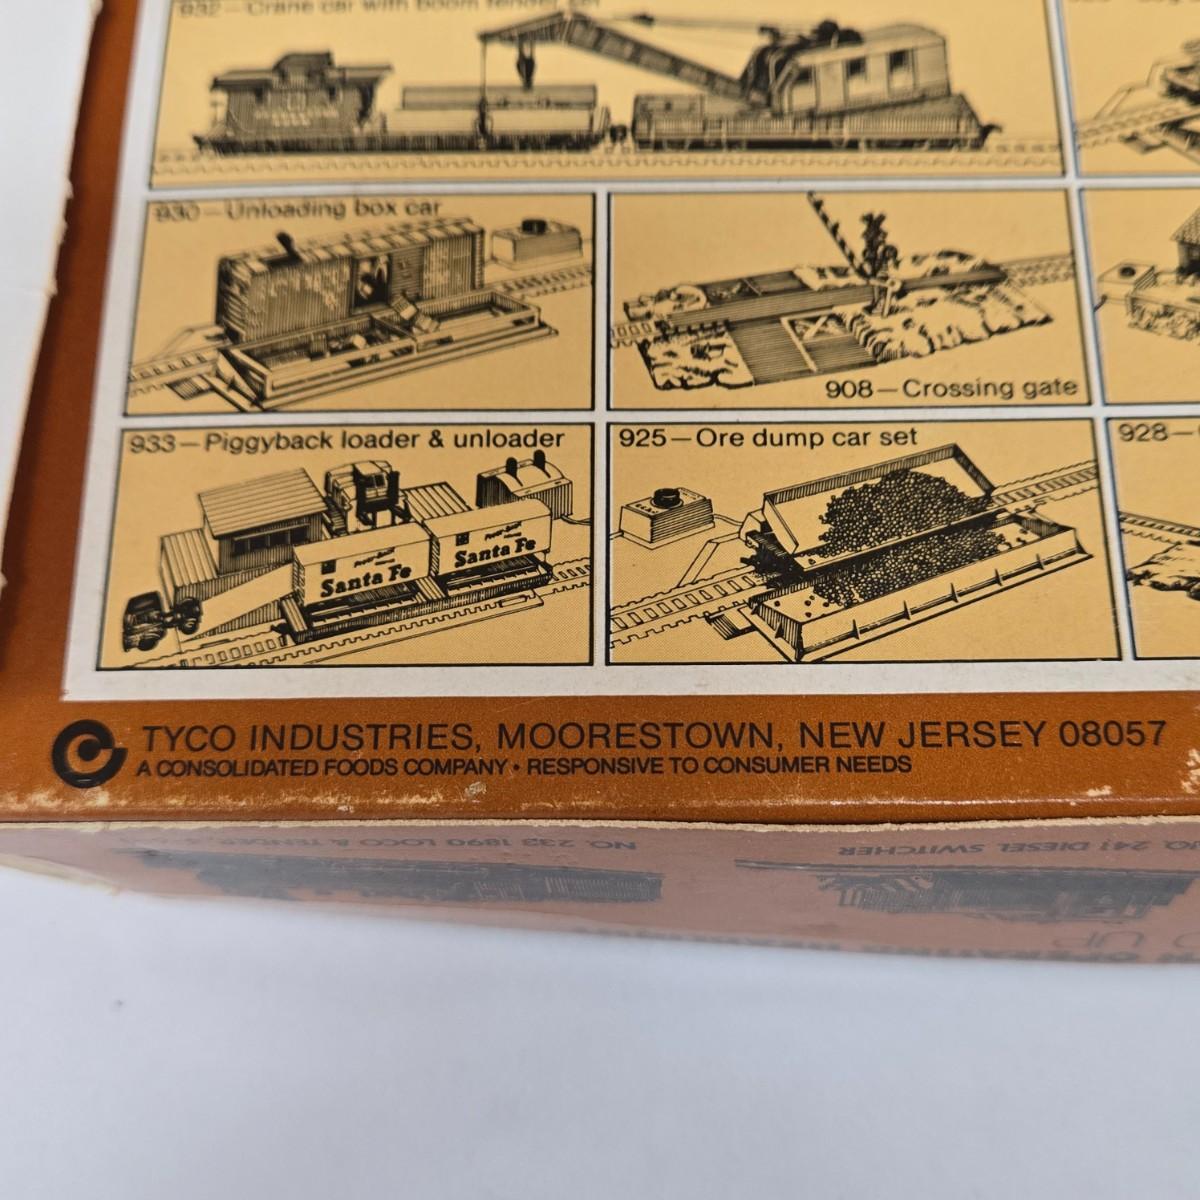 932—Crane car with boom tender set
930—Unloading box car
908—Crossing gate
933—Piggyback loader & unloader
925—Ore dump car set
928—
Santa Fe
Santa Fe
TYCO INDUSTRIES, MOORESTOWN, NEW JERSEY 08057
A CONSOLIDATED FOODS COMPANY • RESPONSIVE TO CONSUMER NEEDS
NO. 233 1890 LOCO & TENDER
DIESEL SWITCHER
UP